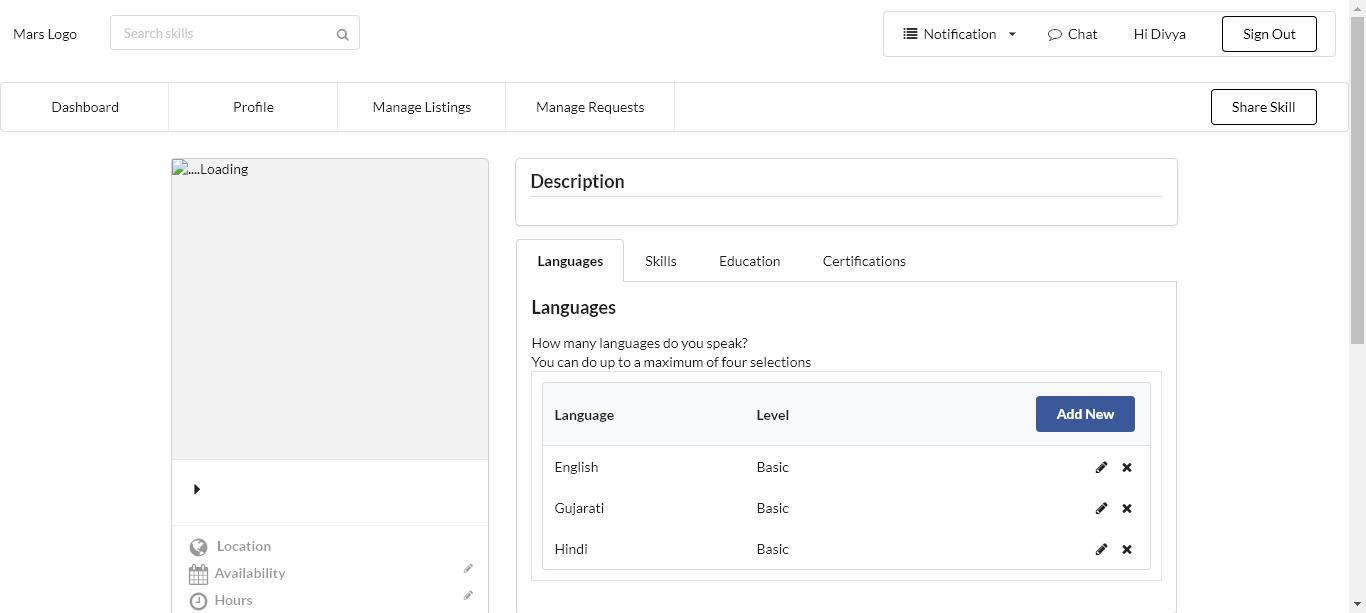 Mars Logo
Search skills
Notification
Chat
Hi Divya
Sign Out
Dashboard
Profile
Manage Listings
Manage Requests
Share Skill
....Loading
Location
Availability
Hours
Description
Languages
Skills
Education
Certifications
Languages
How many languages do you speak?
You can do up to a maximum of four selections
Language Level Add New
English Basic
Gujarati Basic
Hindi Basic